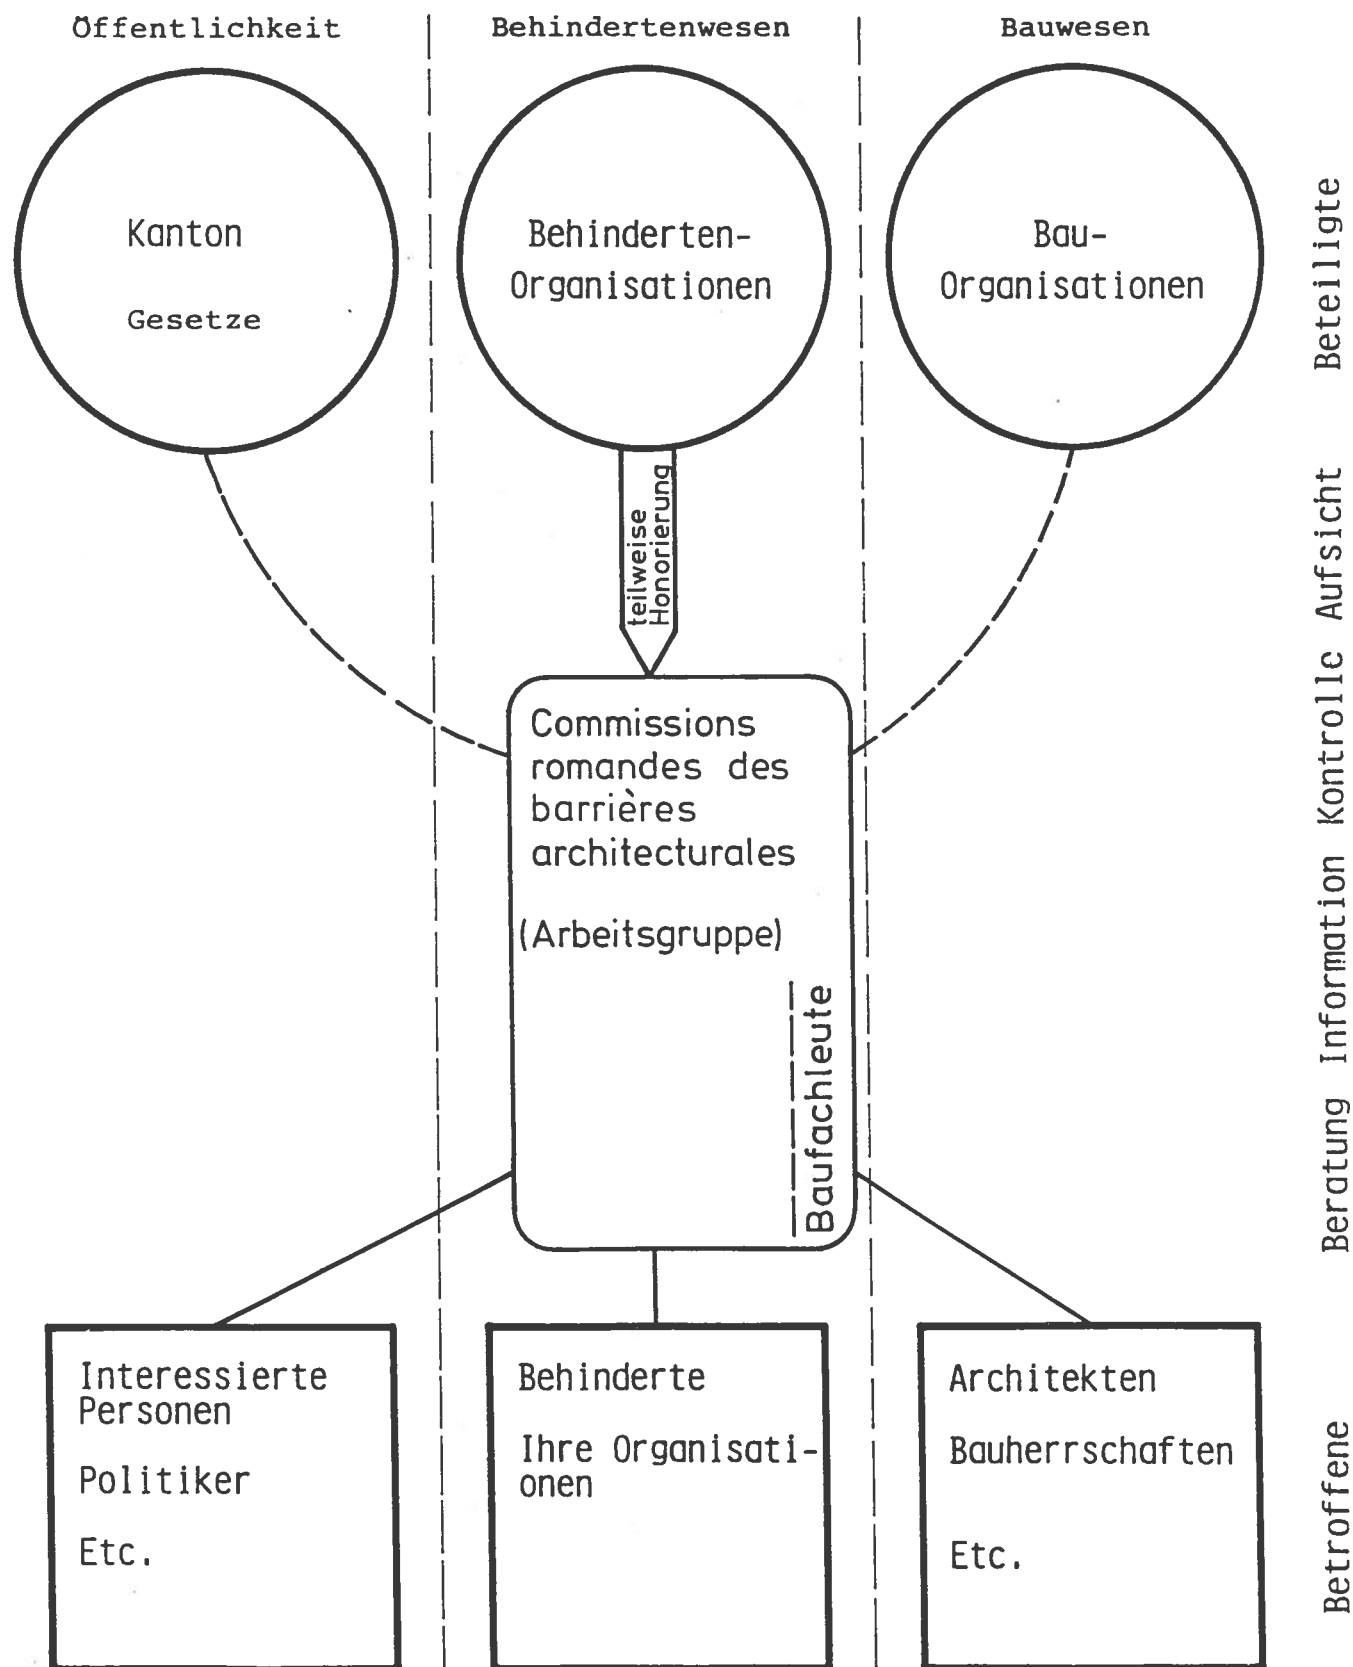 Öffentlichkeit
Behindertenwesen
Bauwesen
Kanton
Gesetze
Behinderten-
Organisationen
Bau-
Organisationen
Beteiligte
teilweise
Honorierung
Aufsicht
Kontrolle
Information
Beratung
Commissions
romandes des
barrières
architecturales
(Arbeitsgruppe)
Baufachleute
Interessierte
Personen
Politiker
Etc.
Behinderte
Ihre Organisati-
onen
Architekten
Bauherrschaften
Etc.
Betroffene